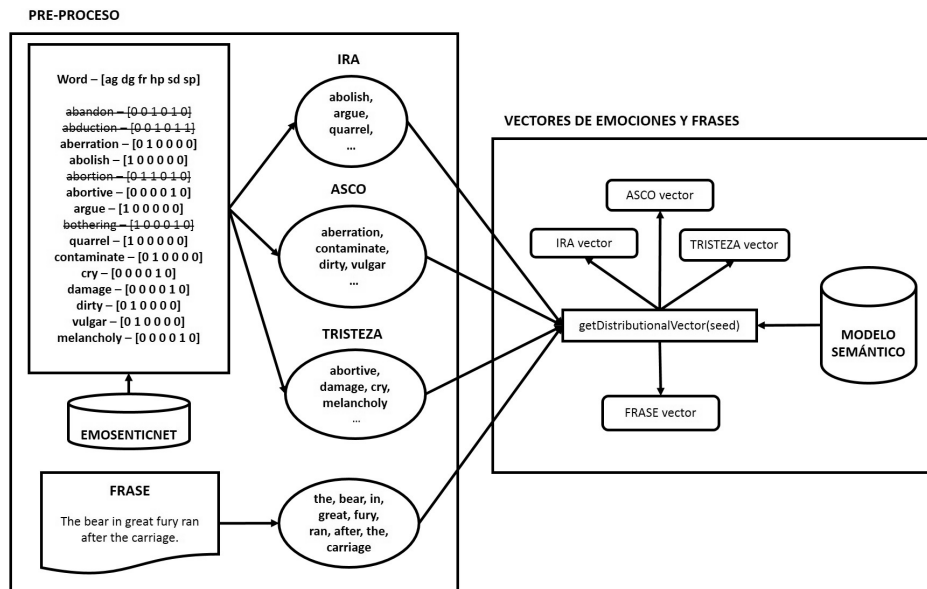 PRE-PROCESO
Word – [ag dg fr hp sd sp]
abandon – [0 0 1 0 1 0]
abduction – [0 0 1 0 1 1]
aberration – [0 1 0 0 0 0]
abolish – [1 0 0 0 0 0]
abortion – [0 1 1 0 1 0]
abortive – [0 0 0 0 1 0]
argue – [1 0 0 0 0 0]
bothering – [1 0 0 0 1 0]
quarrel – [1 0 0 0 0 0]
contaminate – [0 1 0 0 0 0]
cry – [0 0 0 0 1 0]
damage – [0 0 0 0 1 0]
dirty – [0 1 0 0 0 0]
vulgar – [0 1 0 0 0 0]
melancholy – [0 0 0 0 1 0]
EMOSENTICNET
FRASE
The bear in great fury ran
after the carriage.
IRA
abolish,
argue,
quarrel,
...
ASCO
aberration,
contaminate,
dirty, vulgar
...
TRISTEZA
abortive,
damage, cry,
melancholy
...
the, bear, in,
great, fury,
ran, after, the,
carriage
VECTORES DE EMOCIONES Y FRASES
ASCO vector
IRA vector
TRISTEZA vector
getDistributionalVector(seed)
FRASE vector
MODELO
SEMÁNTICO